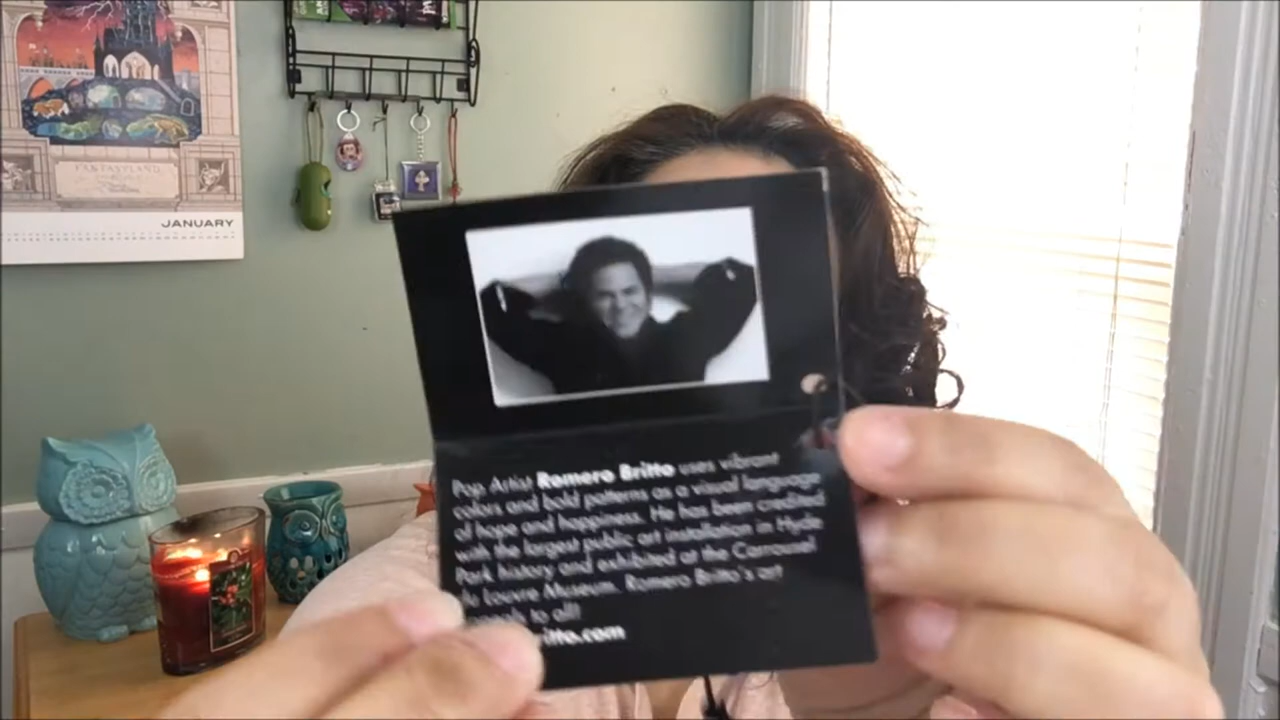 FANTASYLAND
JANUARY
Pop Artist Romero Britto uses vibrant
colors and bold patterns as a visual language
of hope and happiness. He has been credited
with the largest public art installation in Hyde
Park history and exhibited at the Carrousel
du Louvre Museum. Romero Britto's art
to all!
itto.com